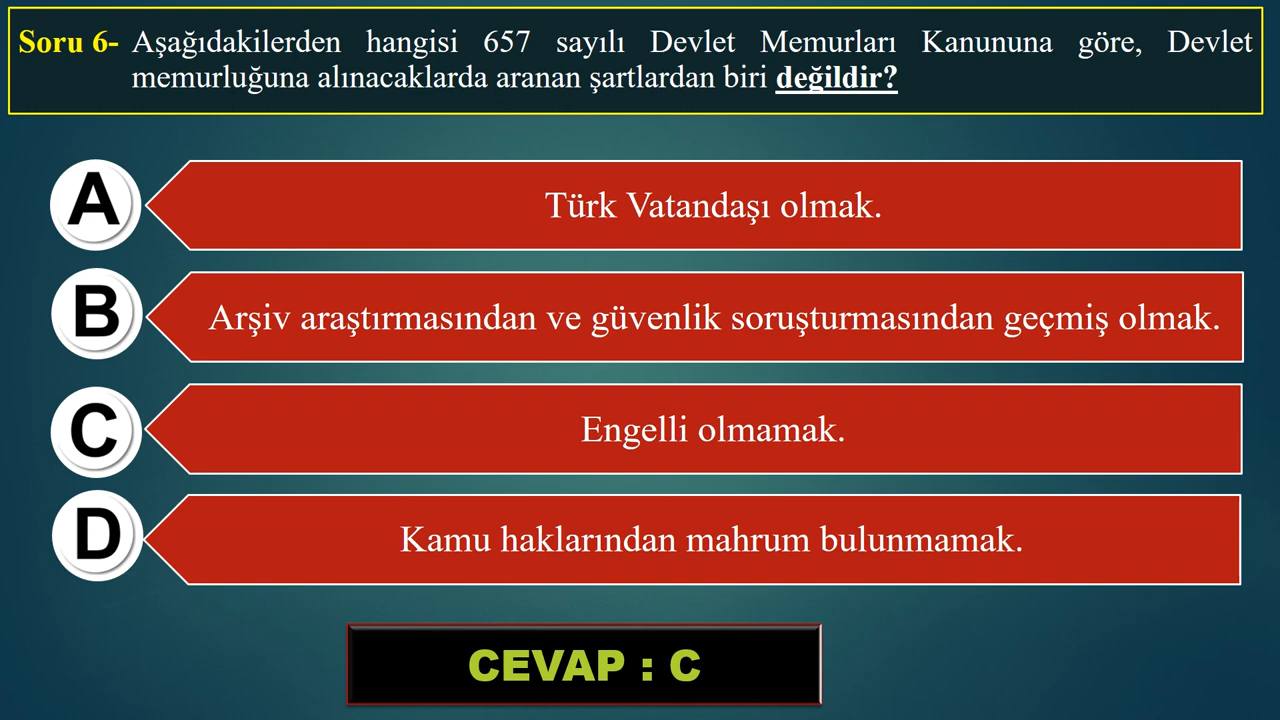 Soru 6- Aşağıdakilerden hangisi 657 sayılı Devlet Memurları Kanununa göre, Devlet
memurluğuna alınacaklarda aranan şartlardan biri değildir?
A
Türk Vatandaşı olmak.
B
Arşiv araştırmasından ve güvenlik soruşturmasından geçmiş olmak.
C
Engelli olmamak.
D
Kamu haklarından mahrum bulunmamak.
CEVAP : C